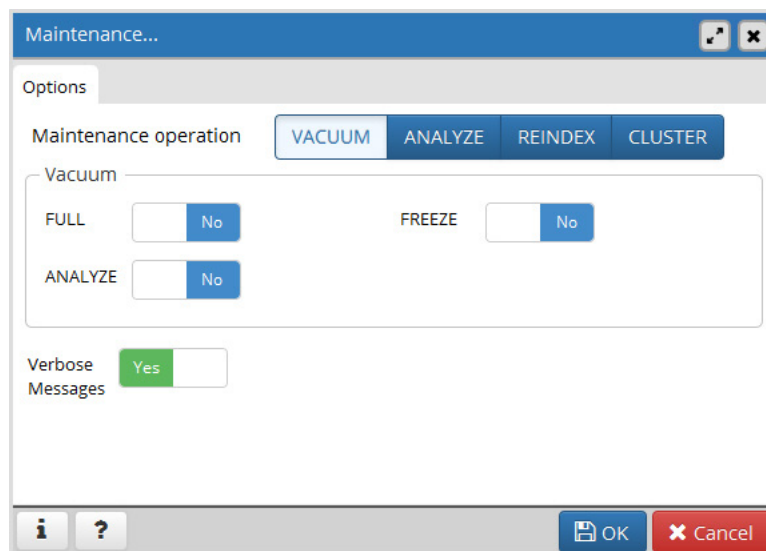 Maintenance...
Options
Maintenance operation VACUUM ANALYZE REINDEX CLUSTER
Vacuum
FULL No FREEZE No
ANALYZE No
Verbose Messages Yes
i ? OK Cancel